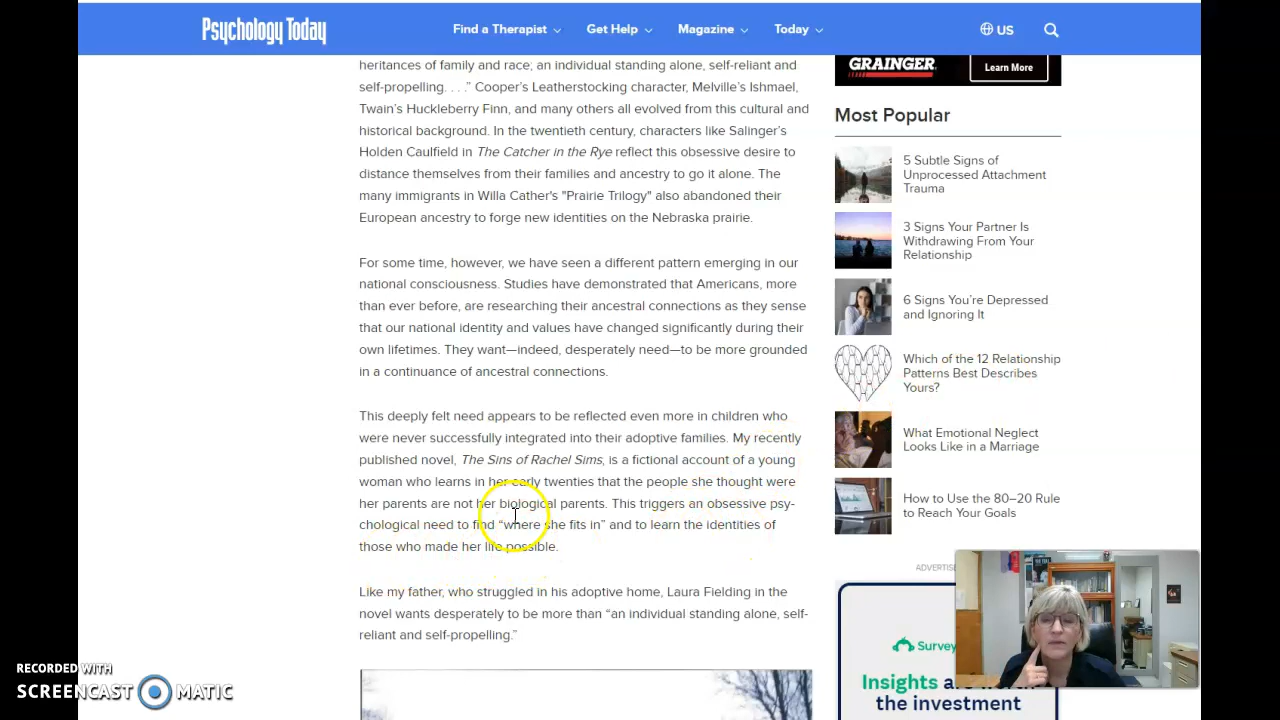 Psychology Today
Find a Therapist
Get Help
Magazine
Today
US
heritances of family and race; an individual standing alone, self-reliant and
self-propelling. . . .” Cooper’s Leatherstocking character, Melville’s Ishmael,
Twain’s Huckleberry Finn, and many others all evolved from this cultural and
historical background. In the twentieth century, characters like Salinger’s
Holden Caulfield in The Catcher in the Rye reflect this obsessive desire to
distance themselves from their families and ancestry to go it alone. The
many immigrants in Willa Cather's "Prairie Trilogy" also abandoned their
European ancestry to forge new identities on the Nebraska prairie.
For some time, however, we have seen a different pattern emerging in our
national consciousness. Studies have demonstrated that Americans, more
than ever before, are researching their ancestral connections as they sense
that our national identity and values have changed significantly during their
own lifetimes. They want—indeed, desperately need—to be more grounded
in a continuance of ancestral connections.
This deeply felt need appears to be reflected even more in children who
were never successfully integrated into their adoptive families. My recently
published novel, The Sins of Rachel Sims, is a fictional account of a young
woman who learns in her early twenties that the people she thought were
her parents are not her biological parents. This triggers an obsessive psy-
chological need to find “where she fits in” and to learn the identities of
those who made her life possible.
Like my father, who struggled in his adoptive home, Laura Fielding in the
novel wants desperately to be more than “an individual standing alone, self-
reliant and self-propelling.”
GRAINGER
Learn More
Most Popular
5 Subtle Signs of
Unprocessed Attachment
Trauma
3 Signs Your Partner Is
Withdrawing From Your
Relationship
6 Signs You’re Depressed
and Ignoring It
Which of the 12 Relationship
Patterns Best Describes
Yours?
What Emotional Neglect
Looks Like in a Marriage
How to Use the 80–20 Rule
to Reach Your Goals
ADVERTISE
Survey
Insights are worth
the investment
RECORDED WITH
SCREENCAST MATIC